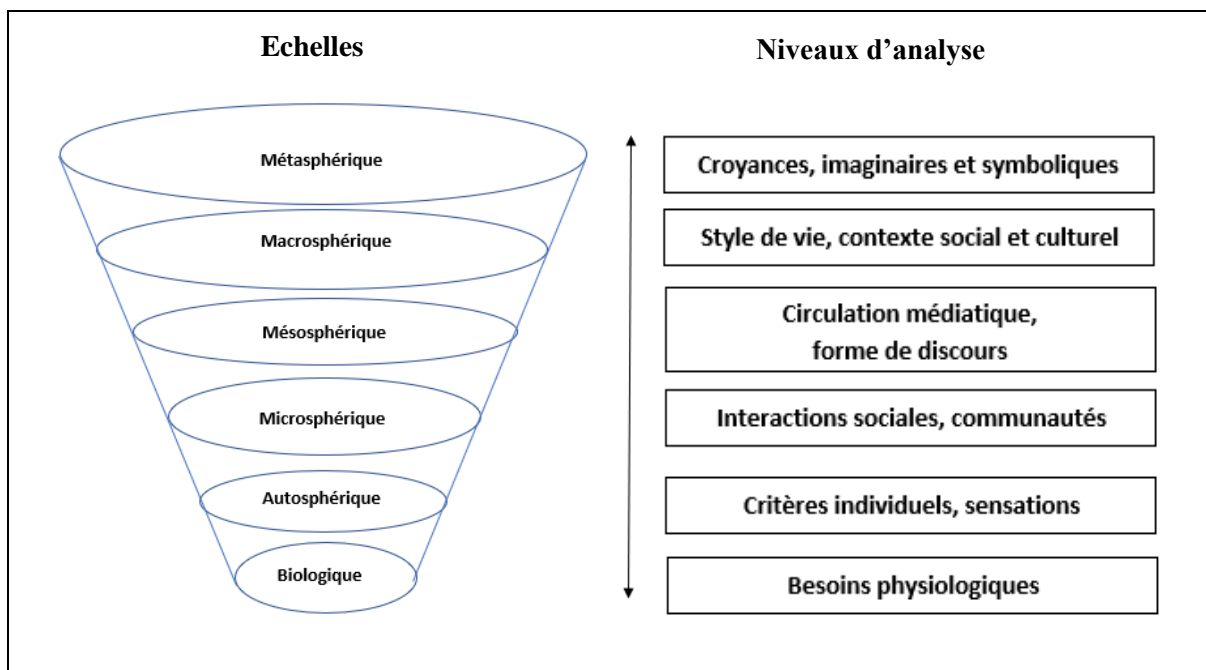 Echelles
Niveaux d’analyse
Métasphérique
Croyances, imaginaires et symboliques
Macrosphérique
Style de vie, contexte social et culturel
Mésosphérique
Circulation médiatique,
forme de discours
Microsphérique
Interactions sociales, communautés
Autosphérique
Critères individuels, sensations
Biologique
Besoins physiologiques